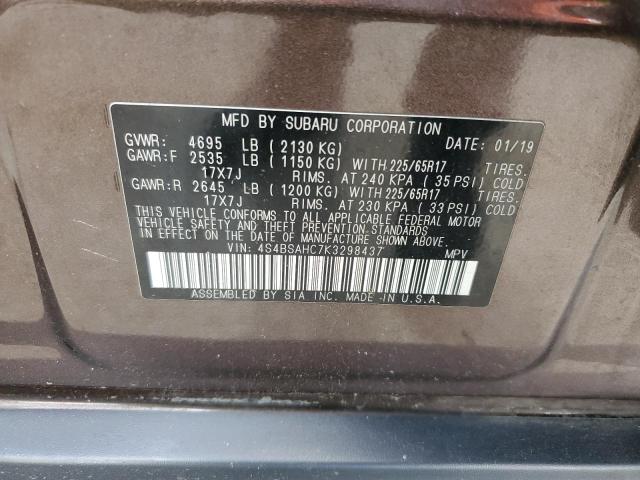 MFD BY SUBARU CORPORATION
GVWR: 4695 LB (2130 KG) DATE: 01/19
GAWR:F 2535 LB (1150 KG) WITH 225/65R17 TIRES.
17X7J RIMS. AT 240 KPA (35 PSI) COLD
GAWR:R 2645 LB (1200 KG) WITH 225/65R17 TIRES.
17X7J RIMS. AT 230 KPA (33 PSI) COLD
THIS VEHICLE CONFORMS TO ALL APPLICABLE FEDERAL MOTOR
VEHICLE SAFETY AND THEFT PREVENTION STANDARDS
IN EFFECT ON THE DATE OF MANUFACTURE SHOWN ABOVE.
VIN: 4S4BSAHC7K3298437 MPV
ASSEMBLED BY SIA INC. MADE IN U.S.A.